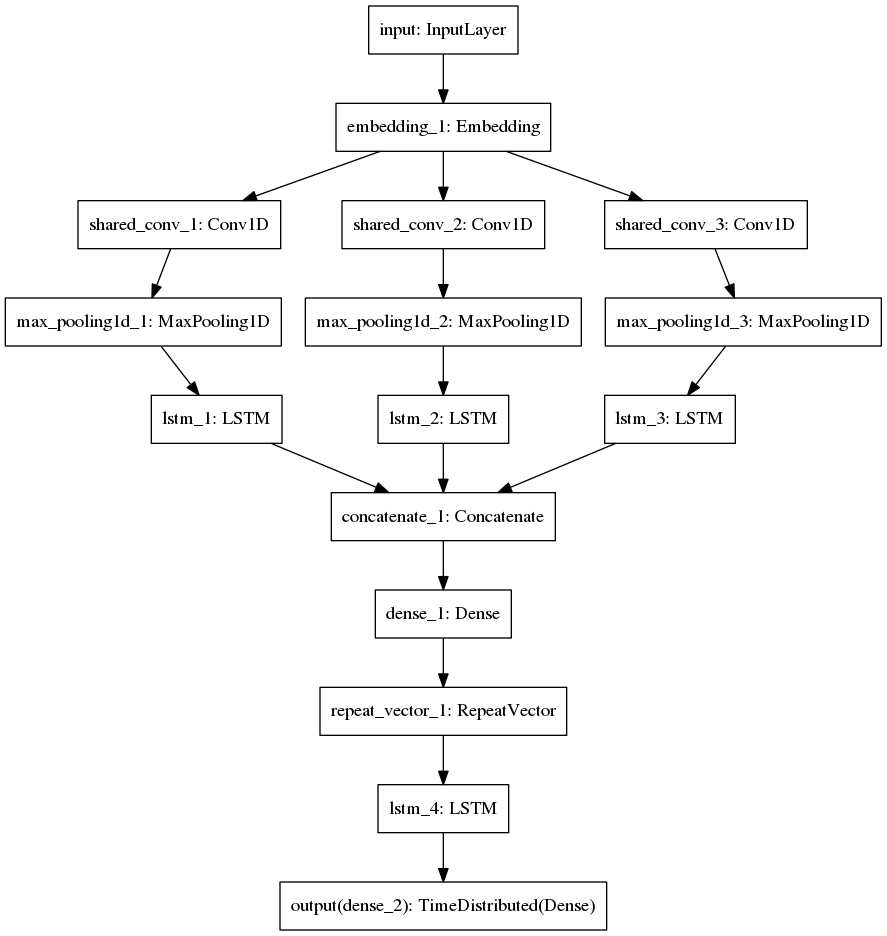 input: InputLayer
embedding_1: Embedding
shared_conv_1: Conv1D
shared_conv_2: Conv1D
shared_conv_3: Conv1D
max_pooling1d_1: MaxPooling1D
max_pooling1d_2: MaxPooling1D
max_pooling1d_3: MaxPooling1D
lstm_1: LSTM
lstm_2: LSTM
lstm_3: LSTM
concatenate_1: Concatenate
dense_1: Dense
repeat_vector_1: RepeatVector
lstm_4: LSTM
output(dense_2): TimeDistributed(Dense)